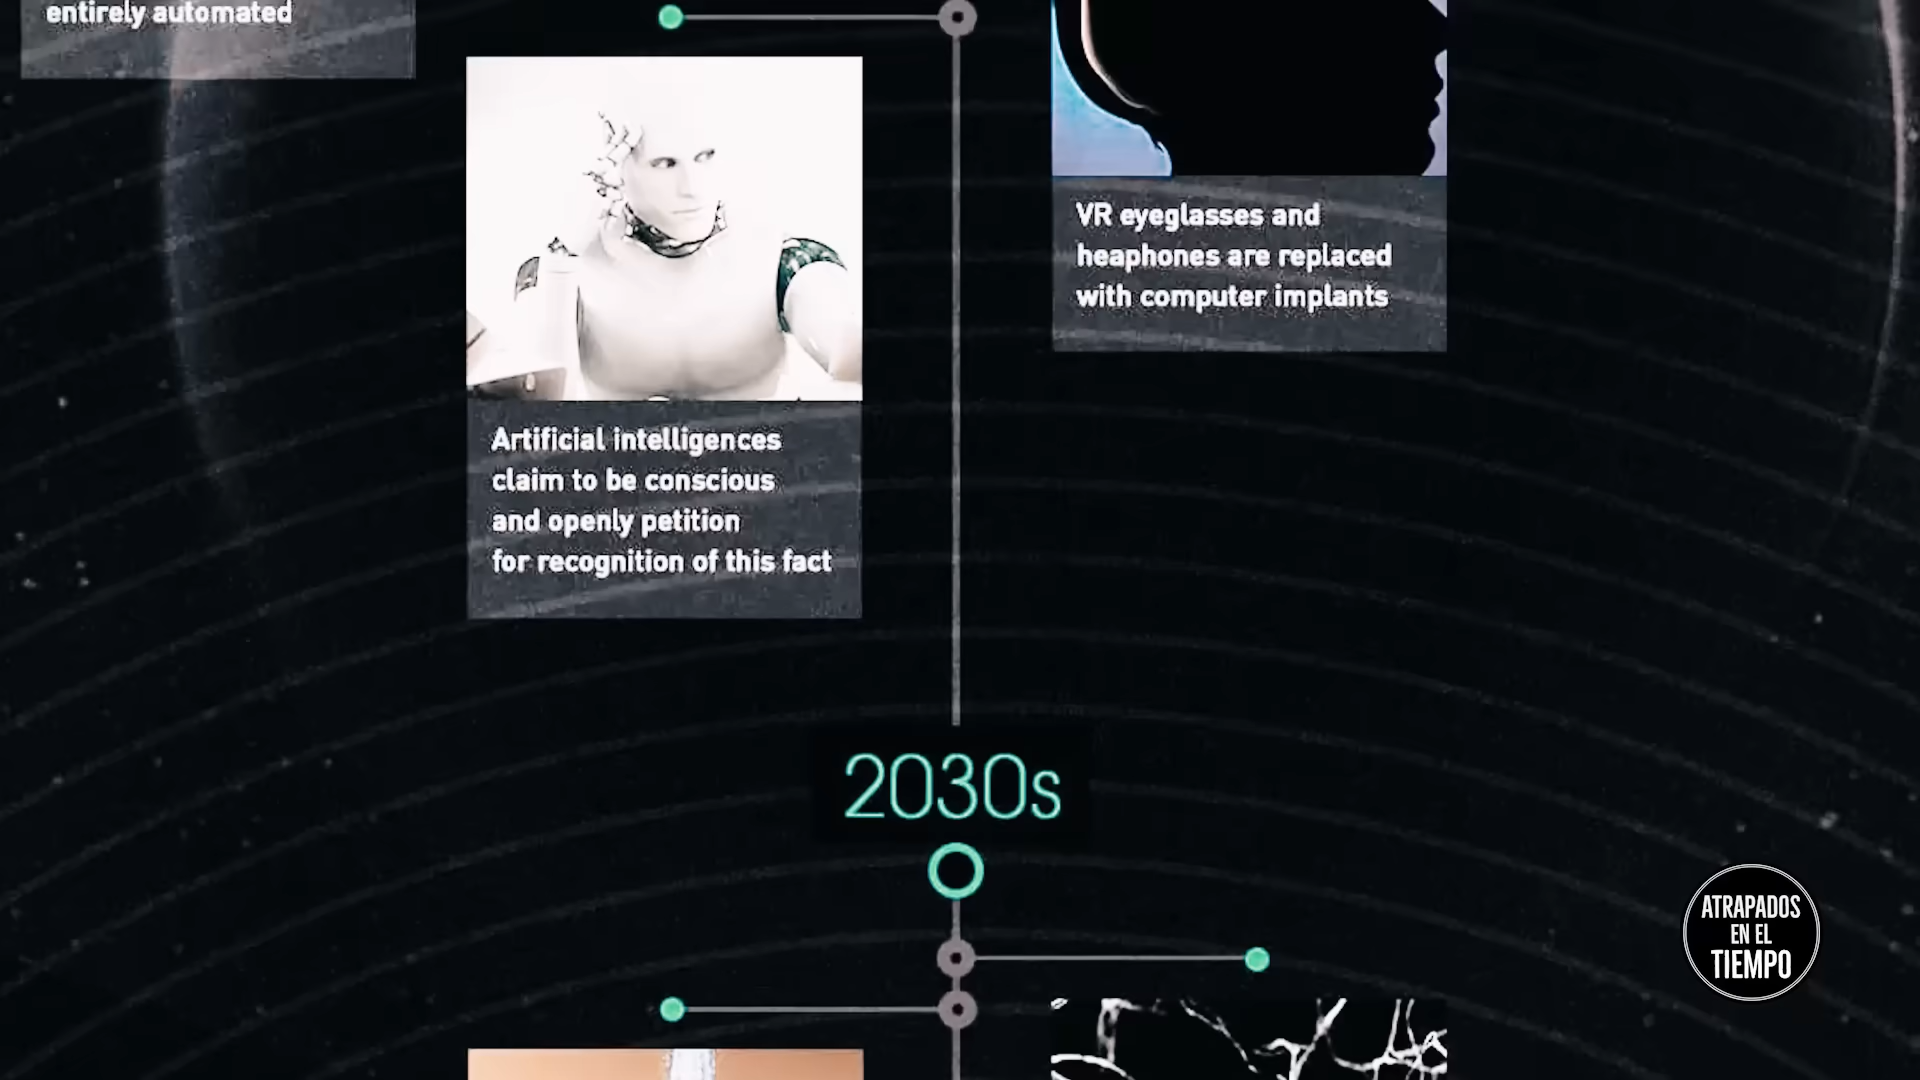 entirely automated
VR eyeglasses and
heaphones are replaced
with computer implants
Artificial intelligences
claim to be conscious
and openly petition
for recognition of this fact
2030s
ATRAPADOS
EN EL
TIEMPO